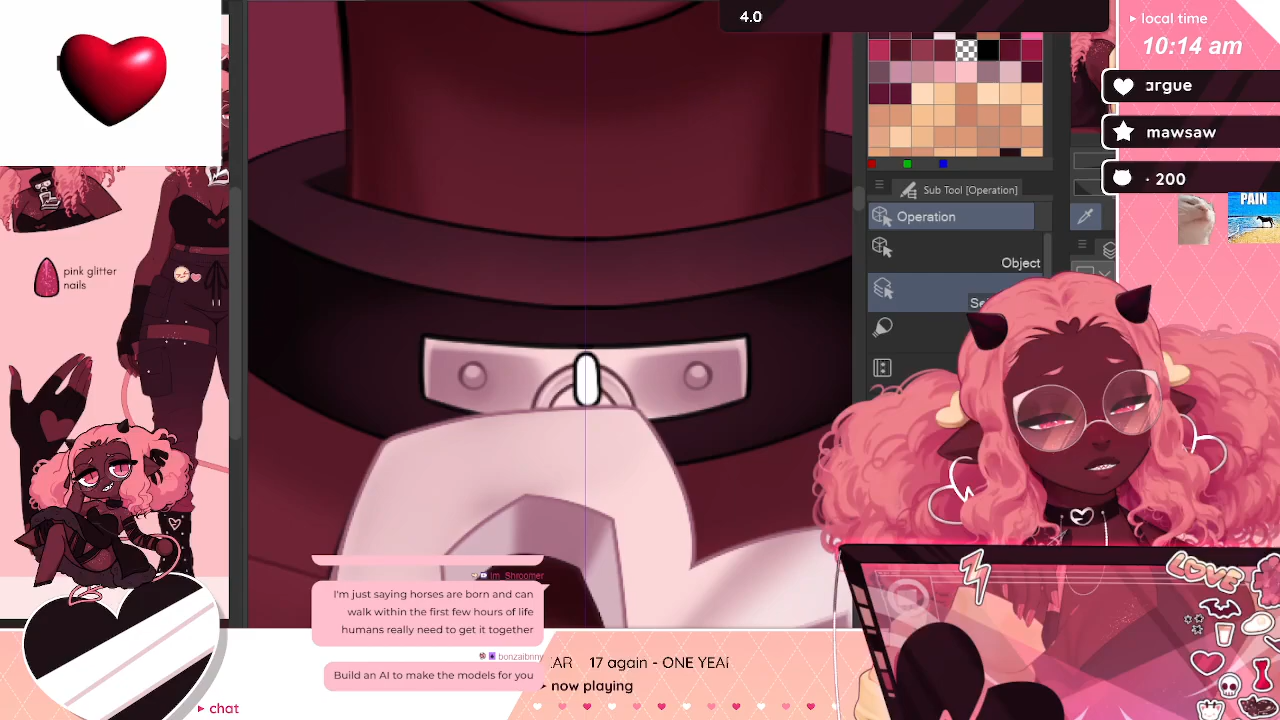 4.0
▸ local time
10:14 am
argue
mawsaw
· 200
PAIN
Sub Tool [Operation]
Operation
Object
pink glitter
nails
im_Shroomer
I'm just saying horses are born and can
walk within the first few hours of life
humans really need to get it together
bonzaibnny
Build an AI to make the models for you
▸ chat
17 again - ONE YEA
now playing
LOVE